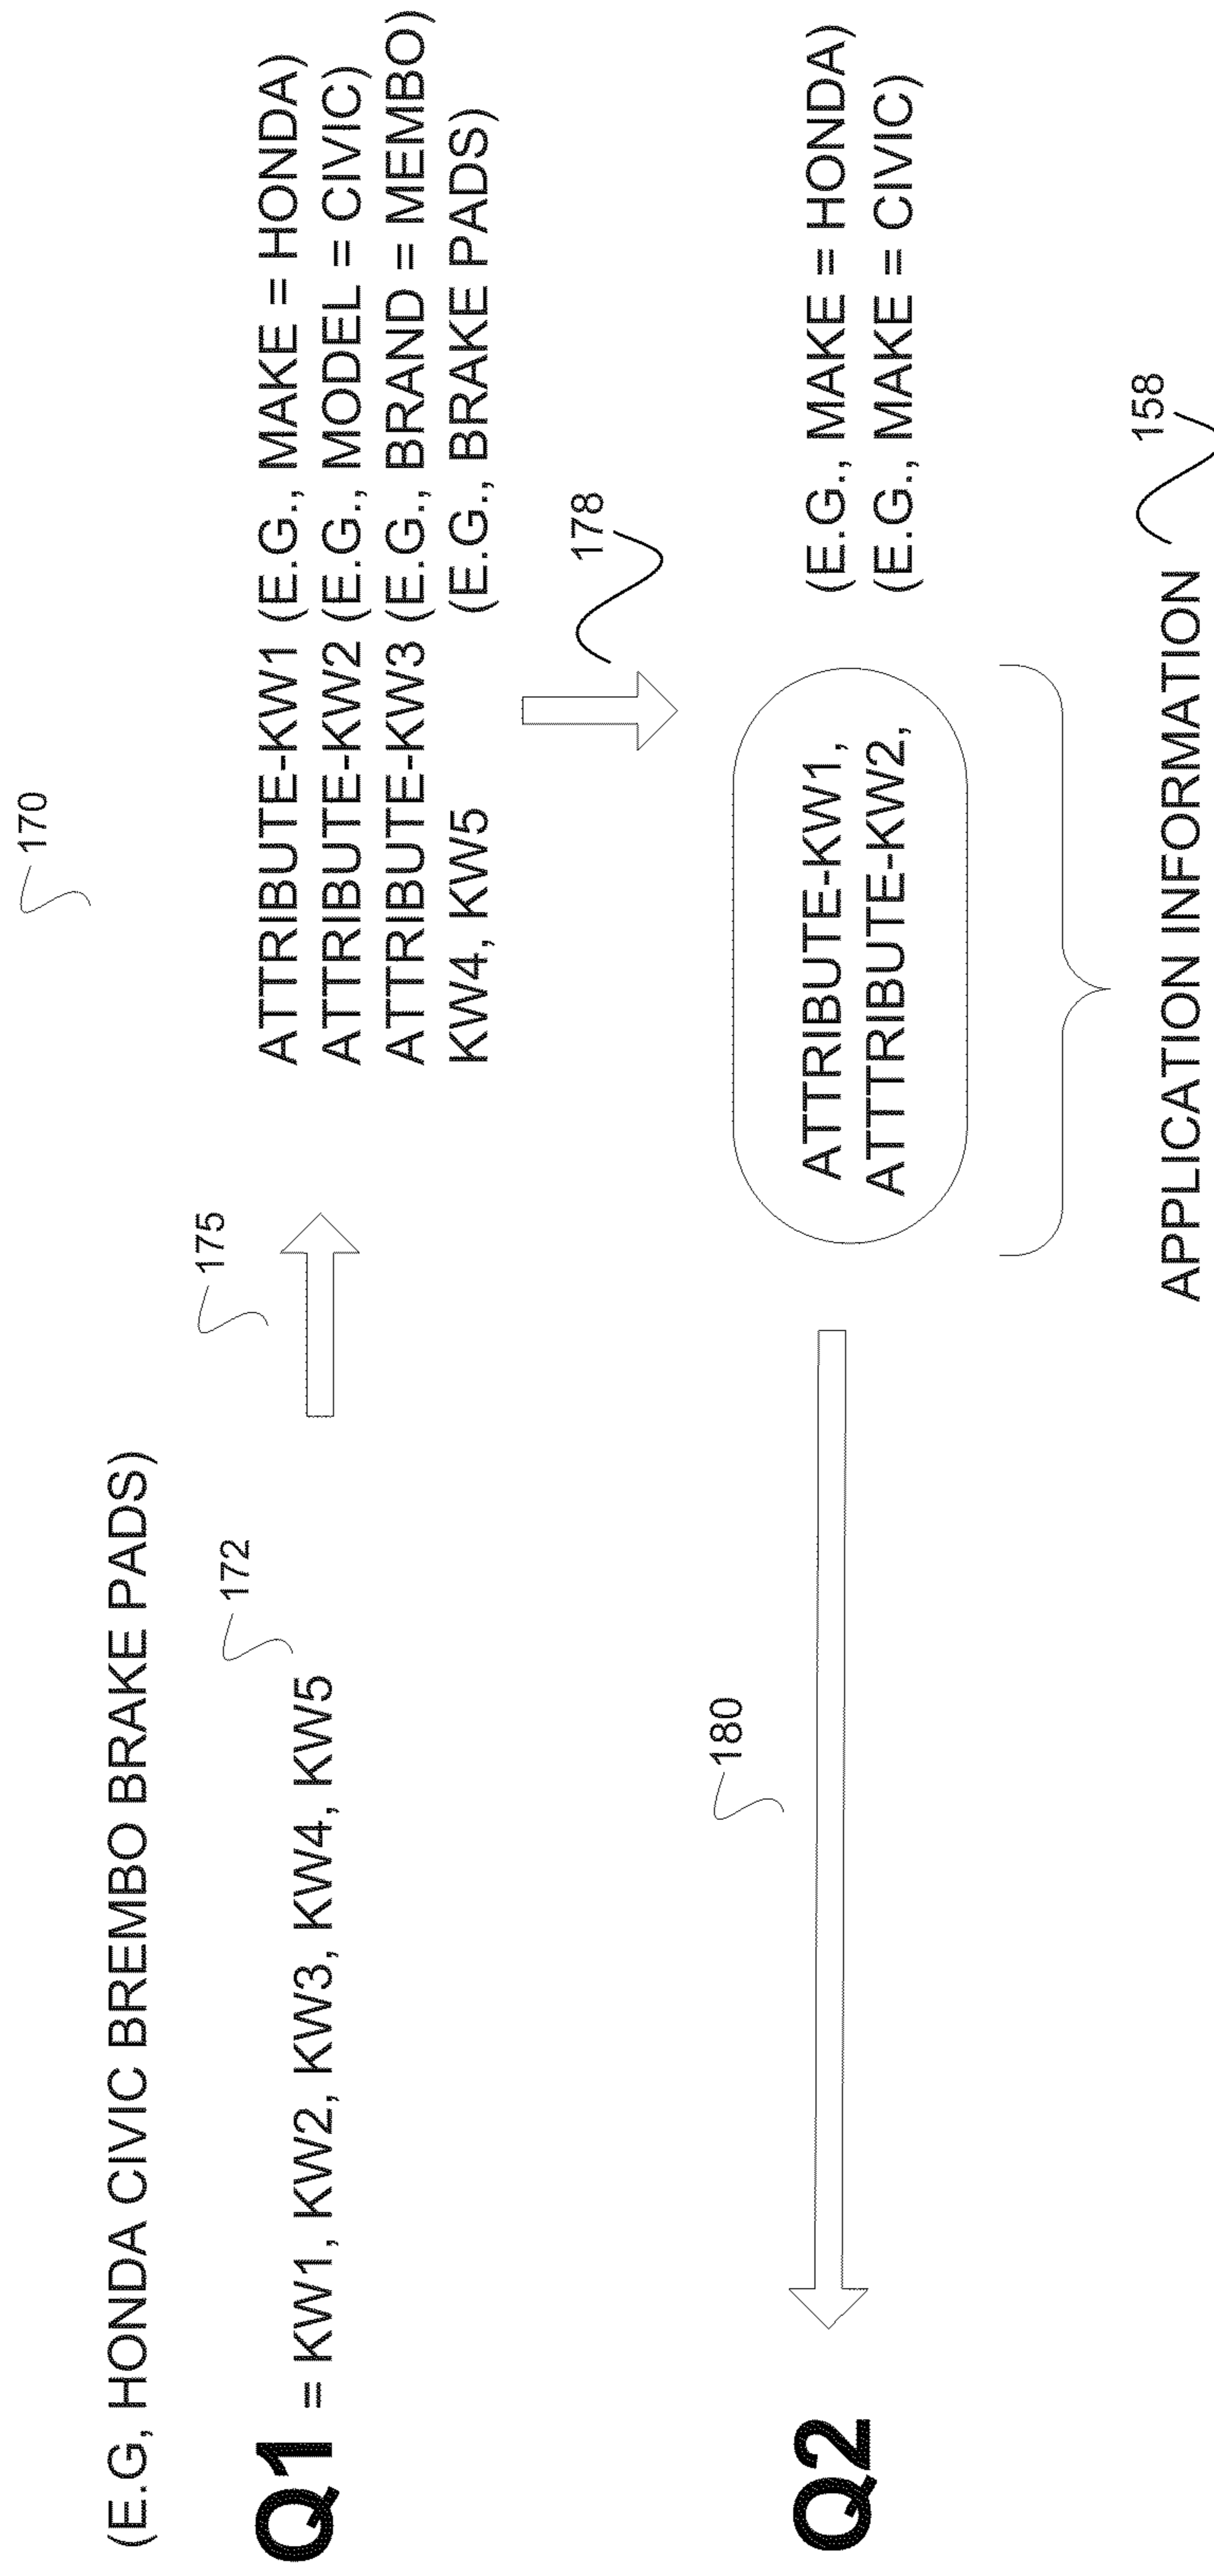 170
(E.G, HONDA CIVIC BREMBO BRAKE PADS)
172
175
Q1 = KW1, KW2, KW3, KW4, KW5
ATTRIBUTE-KW1 (E.G., MAKE = HONDA)
ATTRIBUTE-KW2 (E.G., MODEL = CIVIC)
ATTRIBUTE-KW3 (E.G., BRAND = MEMBO)
KW4, KW5 (E.G., BRAKE PADS)
178
180
Q2
ATTRIBUTE-KW1, (E.G., MAKE = HONDA)
ATTTRIBUTE-KW2, (E.G., MAKE = CIVIC)
158
APPLICATION INFORMATION